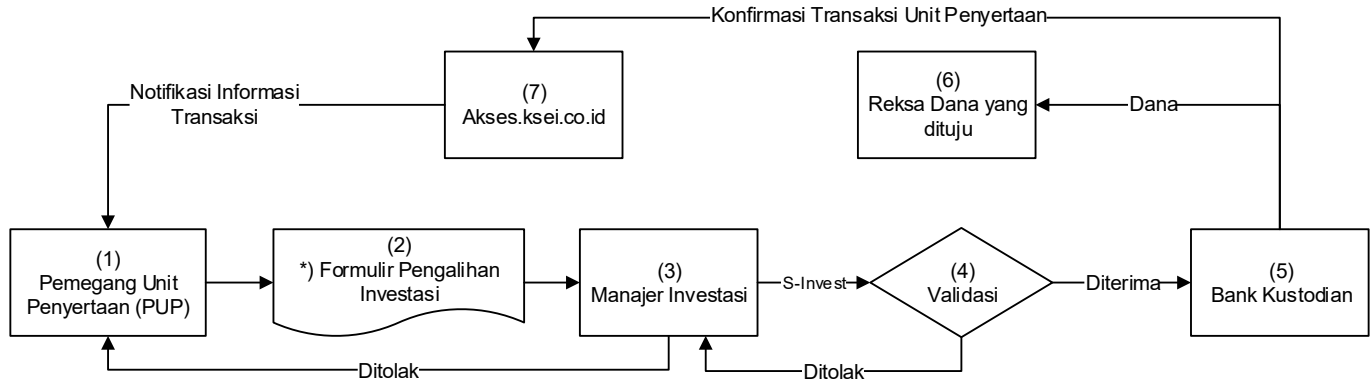 Konfirmasi Transaksi Unit Penyertaan
(7)
Akses.ksei.co.id
(6)
Reksa Dana yang
dituju
Notifikasi Informasi
Transaksi
Dana
(1)
Pemegang Unit
Penyertaan (PUP)
(2)
*) Formulir Pengalihan
Investasi
(3)
Manajer Investasi
S-Invest
(4)
Validasi
Diterima
(5)
Bank Kustodian
Ditolak
Ditolak